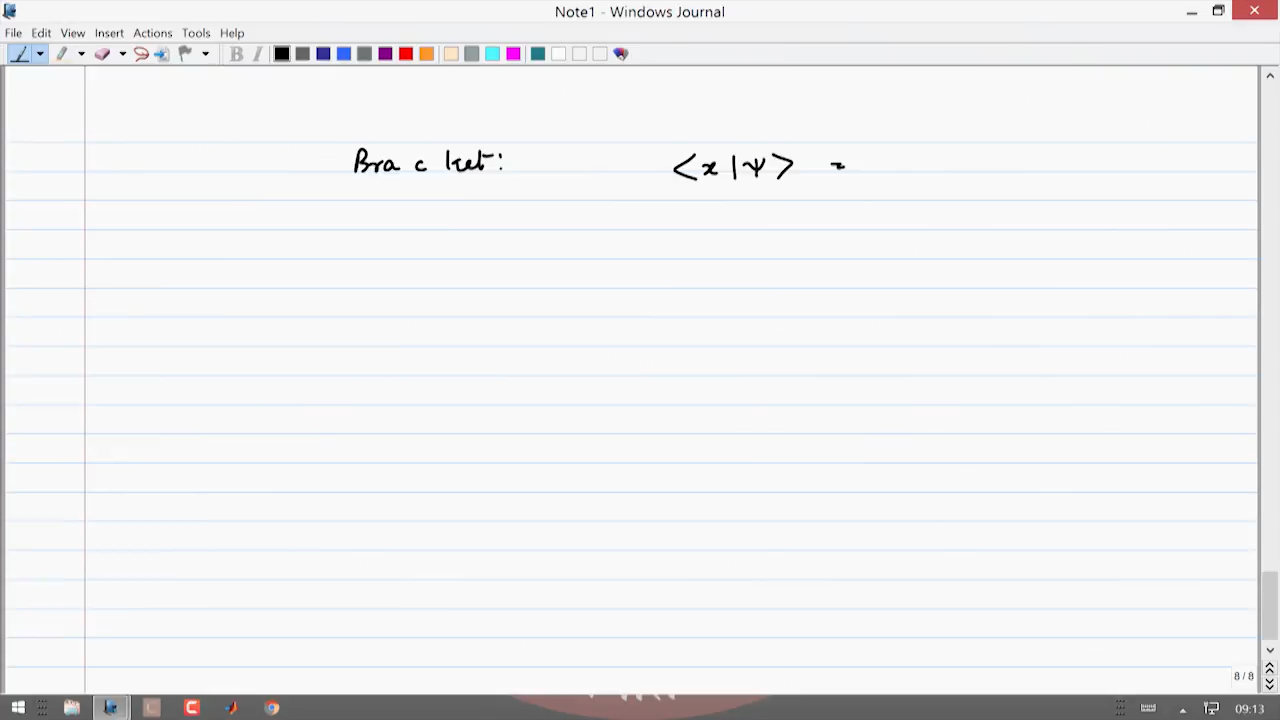 Note1 - Windows Journal
File Edit View Insert Actions Tools Help
B I
Bra c ket: <x|ψ> =
8 / 8
09:13